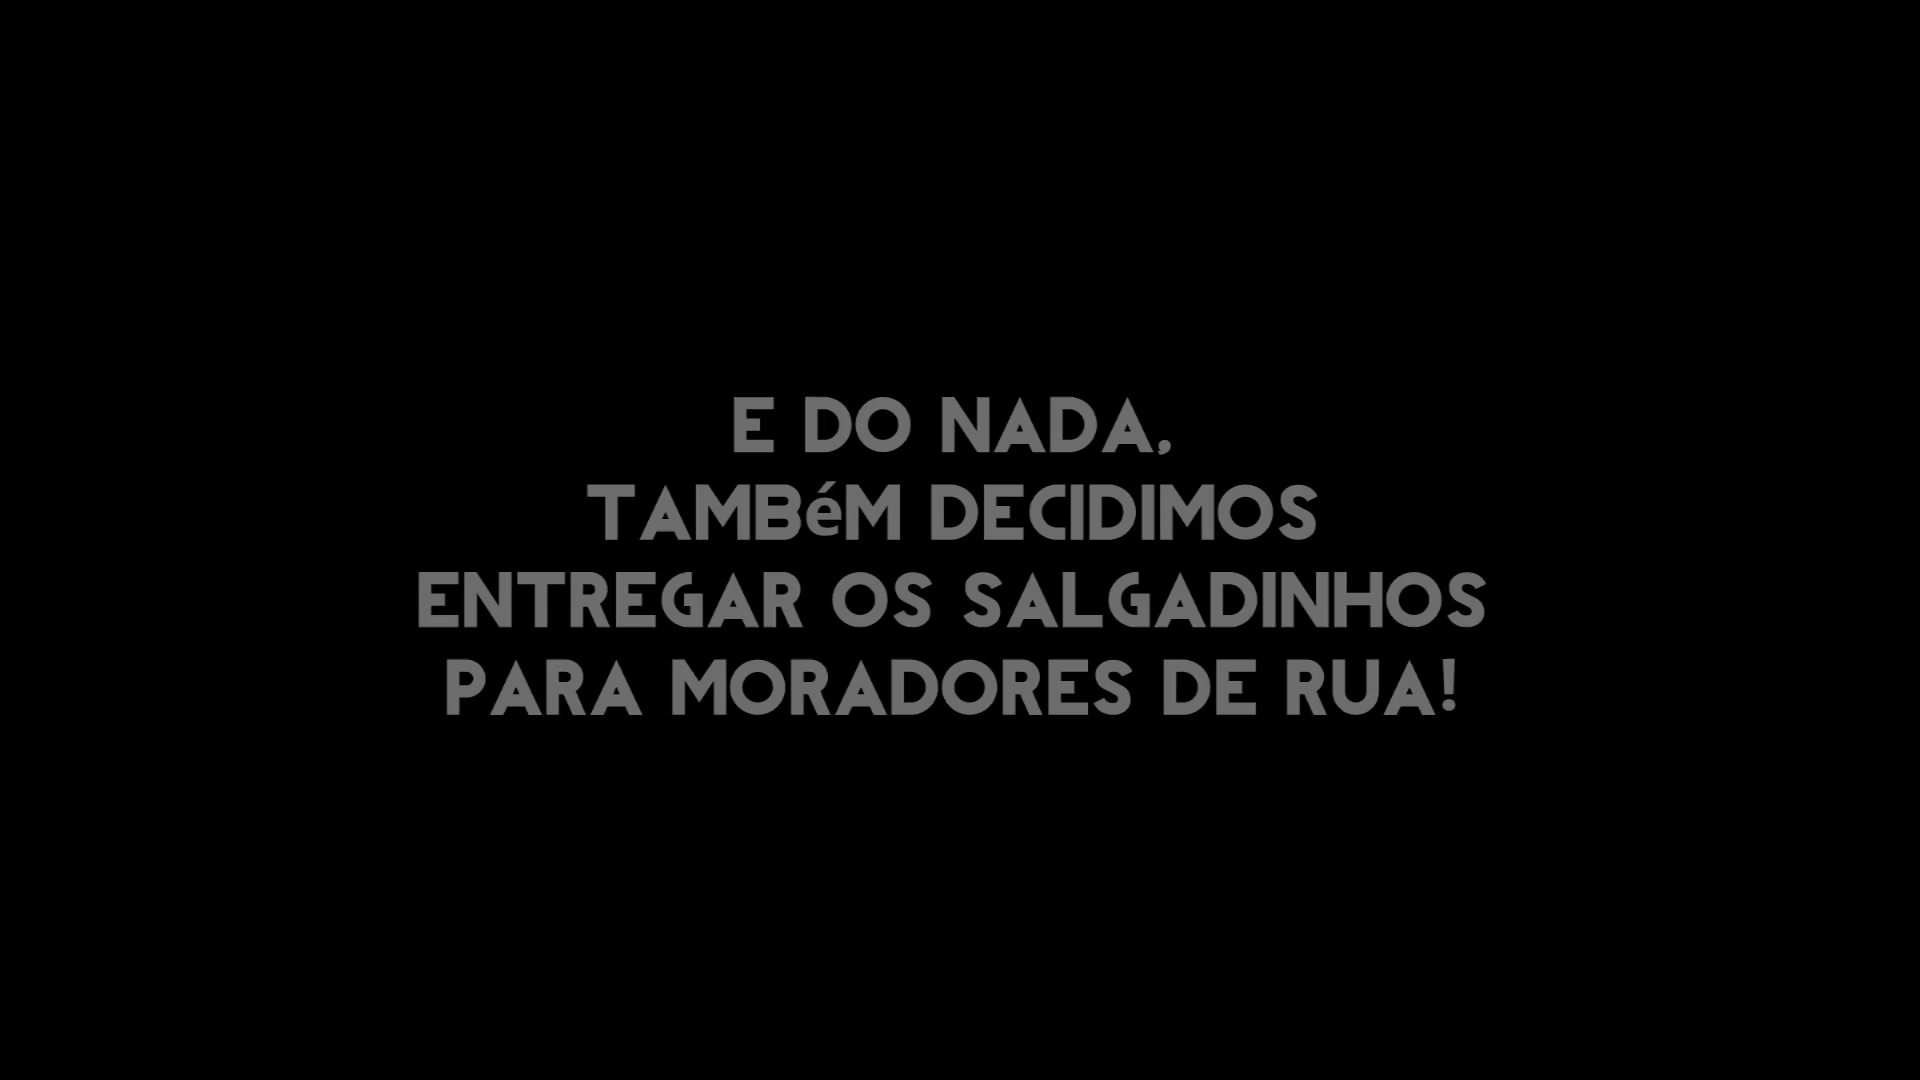 E DO NADA,
TAMBéM DECIDIMOS
ENTREGAR OS SALGADINHOS
PARA MORADORES DE RUA!